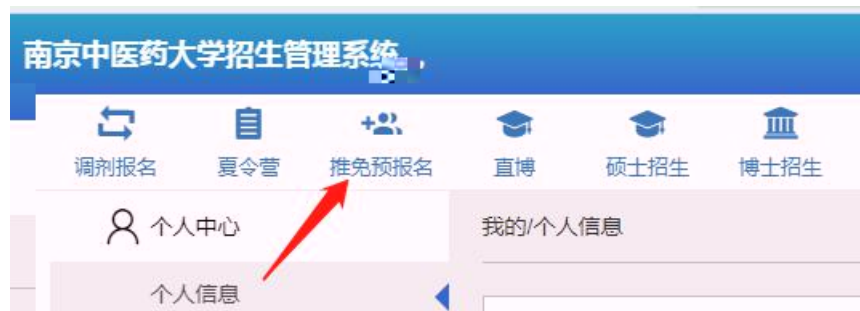 南京中医药大学招生管理系统
调剂报名 夏令营 推免预报名 直博 硕士招生 博士招生
个人中心 我的/个人信息
个人信息